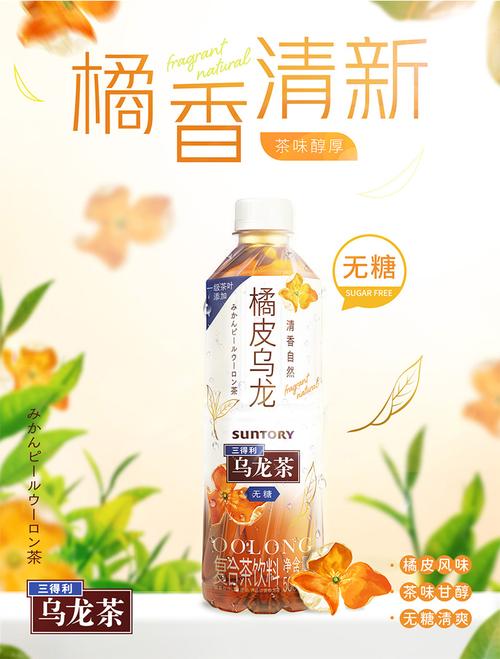 橘香清新
fragrant
natural
茶味醇厚
无糖
SUGAR FREE
一级茶叶
添加
みかんピールウーロン茶
橘皮乌龙
清香自然
fragrant
natural
SUNTORY
三得利
乌龙茶
无糖
OOLONG
复合茶饮料
净含
みかんピールウーロン茶
三得利
乌龙茶
橘皮风味
茶味甘醇
无糖清爽